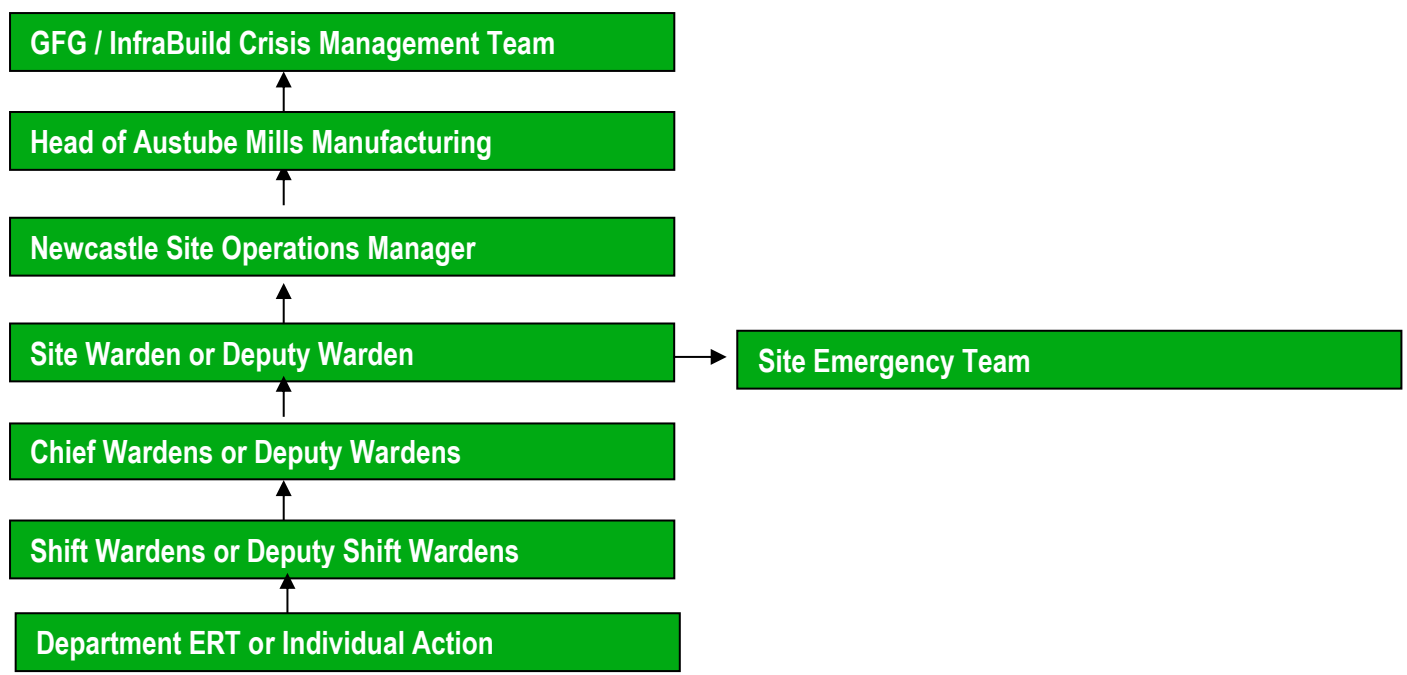 GFG / InfraBuild Crisis Management Team
Head of Austube Mills Manufacturing
Newcastle Site Operations Manager
Site Warden or Deputy Warden
Site Emergency Team
Chief Wardens or Deputy Wardens
Shift Wardens or Deputy Shift Wardens
Department ERT or Individual Action